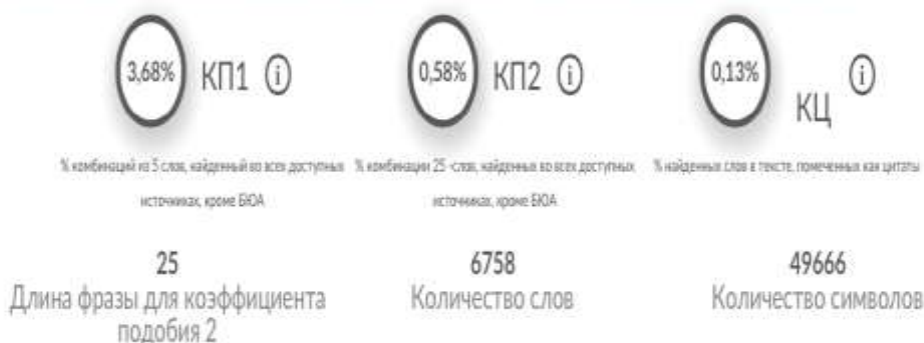 3,68% КП1 i
0,58% КП2 i
0,13% КЦ i
% комбинаций из 5 слов, найденный во всех доступных
источниках, кроме БЮА
% комбинации 25 -слов, найденных во всех доступных
источниках, кроме БЮА
% найденных слов в тексте, помеченных как цитаты
25
Длина фразы для коэффициента
подобия 2
6758
Количество слов
49666
Количество символов